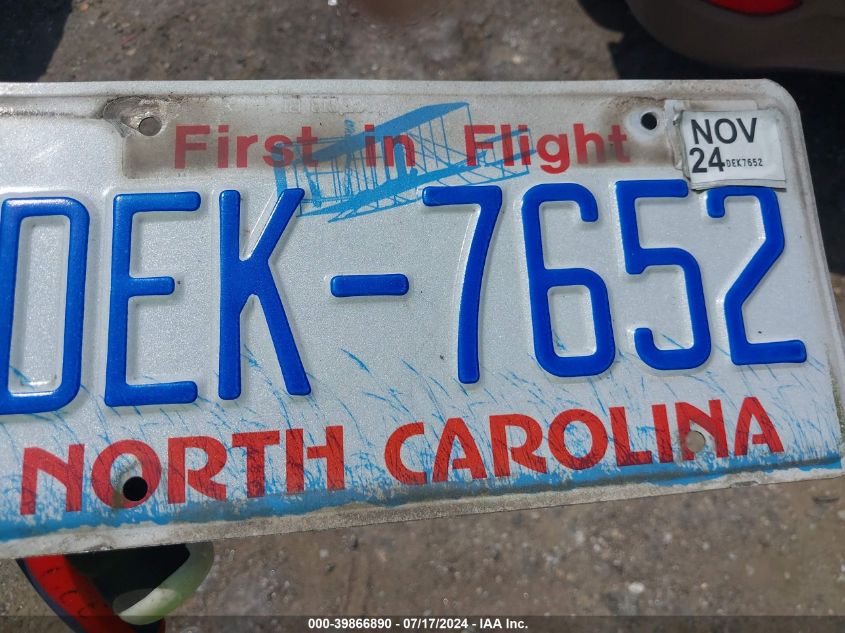 First in Flight
NOV
24 DEK7652
DEK-7652
NORTH CAROLINA
000-39866890 - 07/17/2024 - IAA Inc.